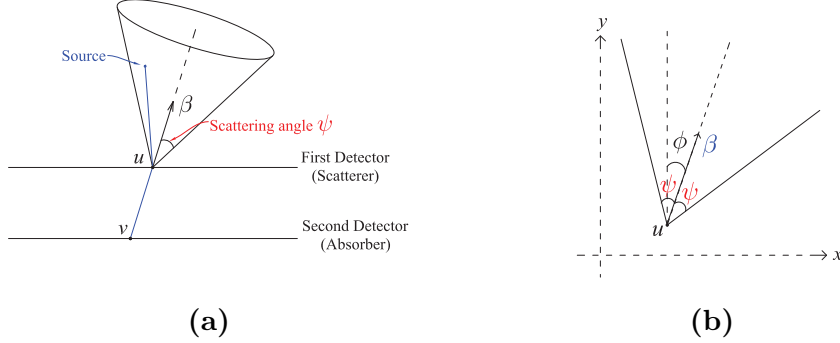 Source
β
Scattering angle ψ
u
First Detector
(Scatterer)
v
Second Detector
(Absorber)
(a)
y
ϕ
β
ψ ψ
u
x
(b)